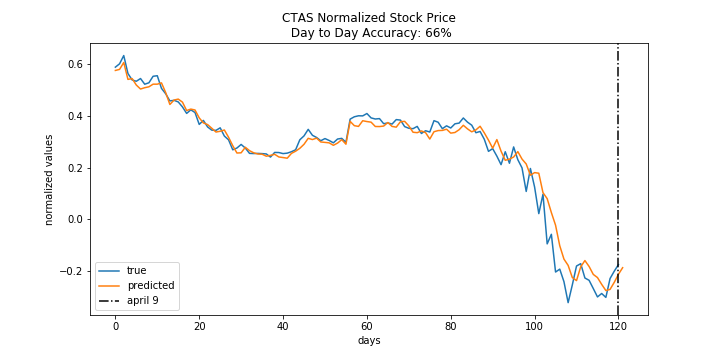 CTAS Normalized Stock Price
Day to Day Accuracy: 66%
normalized values
0.6
0.4
0.2
0.0
−0.2
true
predicted
april 9
0 20 40 60 80 100 120
days